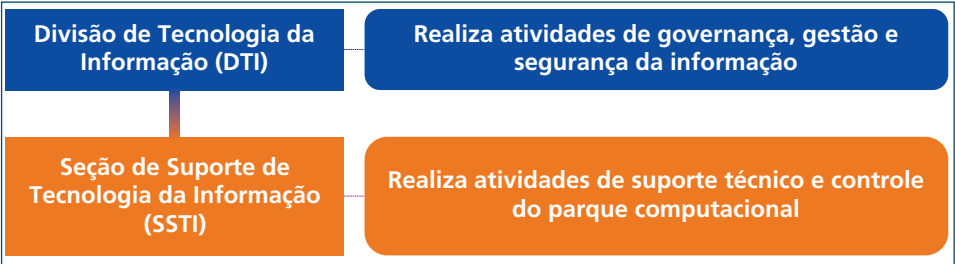 Divisão de Tecnologia da
Informação (DTI)
Realiza atividades de governança, gestão e
segurança da informação
Seção de Suporte de
Tecnologia da Informação
(SSTI)
Realiza atividades de suporte técnico e controle
do parque computacional